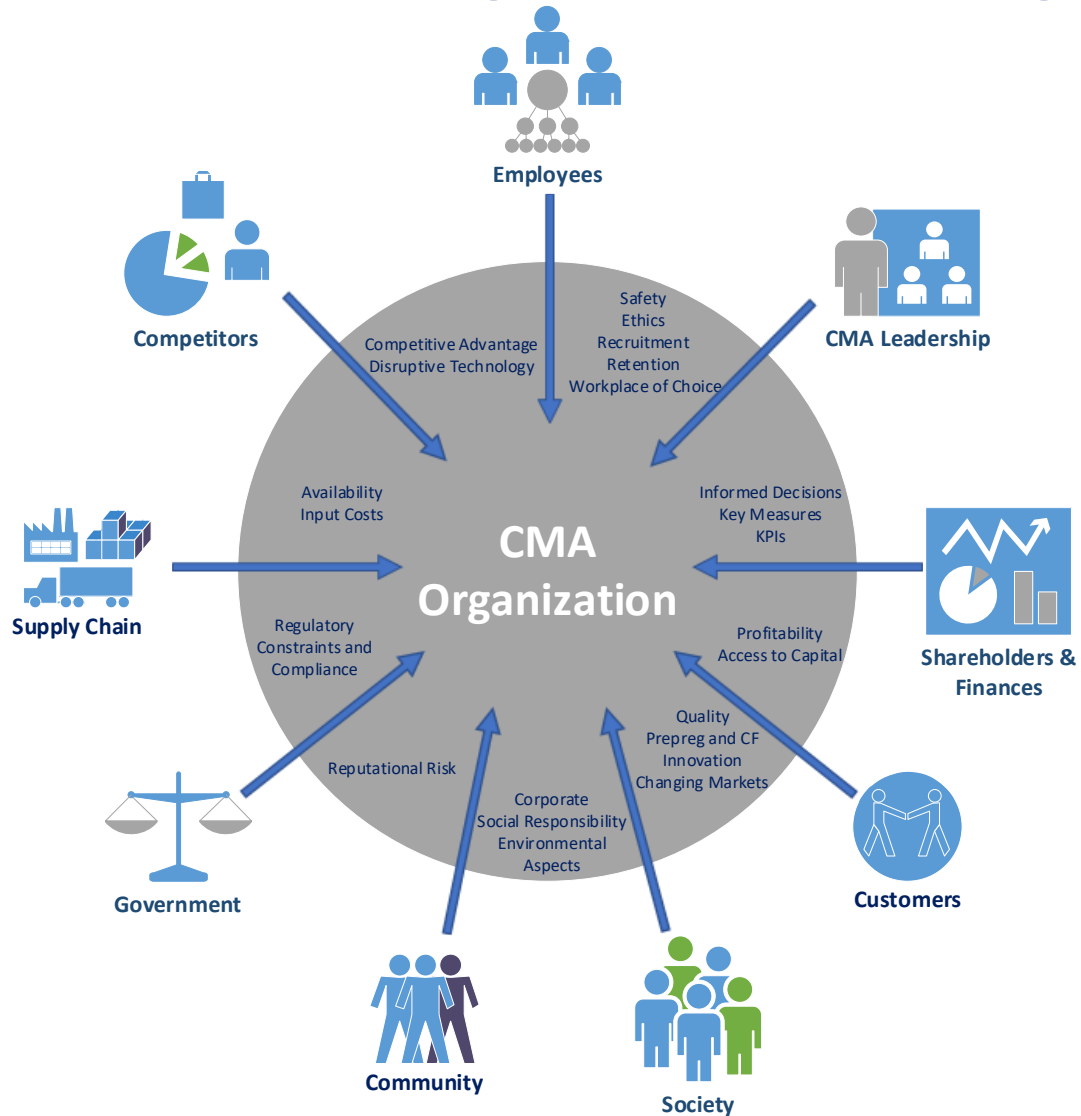 Employees
Competitors
CMA Leadership
Safety
Ethics
Recruitment
Retention
Workplace of Choice
Competitive Advantage
Disruptive Technology
Availability
Input Costs
Informed Decisions
Key Measures
KPIs
CMA
Organization
Supply Chain
Shareholders &
Finances
Regulatory
Constraints and
Compliance
Profitability
Access to Capital
Quality
Prepreg and CF
Innovation
Changing Markets
Reputational Risk
Corporate
Social Responsibility
Environmental
Aspects
Government
Customers
Community
Society